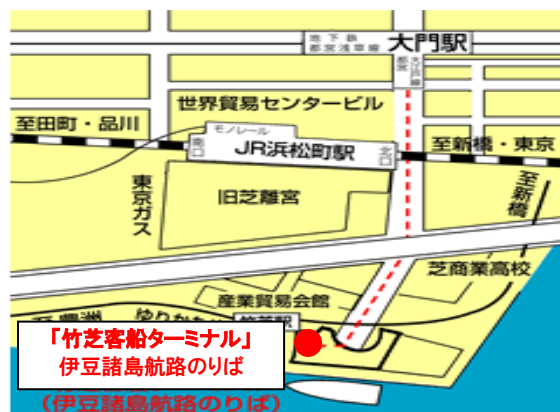 地下鉄
都営浅草線
大門駅
都営
大江戸線
世界貿易センタービル
至田町・品川
モノレール
南口
JR浜松町駅
北口
至新橋・東京
至新橋
東京ガス
旧芝離宮
芝商業高校
産業貿易会館
ゆりかもめ
竹芝駅
至豊洲
「竹芝客船ターミナル」
伊豆諸島航路のりば
(伊豆諸島航路のりば)